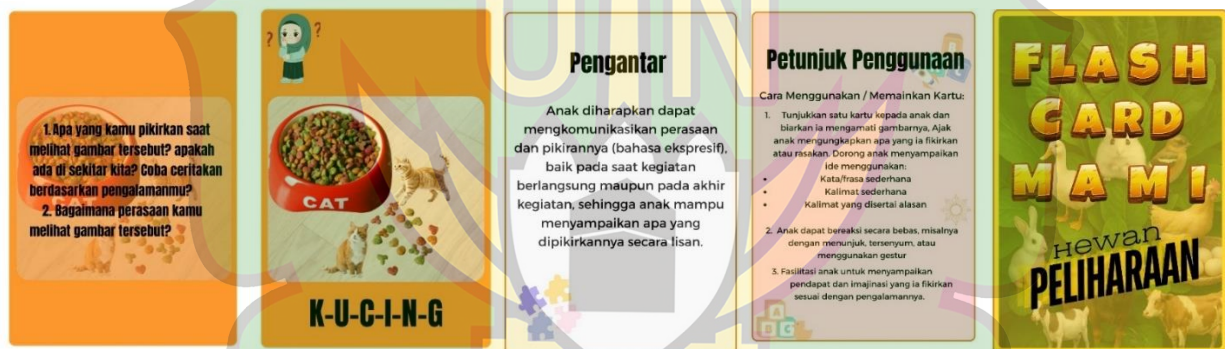 1. Apa yang kamu pikirkan saat
melihat gambar tersebut? apakah
ada di sekitar kita? Coba ceritakan
berdasarkan pengalamanmu?
2. Bagaimana perasaan kamu
melihat gambar tersebut?
? ?
CAT
K-U-C-I-N-G
Pengantar
Anak diharapkan dapat
mengkomunikasikan perasaan
dan pikirannya (bahasa ekspresif),
baik pada saat kegiatan
berlangsung maupun pada akhir
kegiatan, sehingga anak mampu
menyampaikan apa yang
dipikirkannya secara lisan.
Petunjuk Penggunaan
Cara Menggunakan / Memainkan Kartu:
1. Tunjukkan satu kartu kepada anak dan
biarkan ia mengamati gambarnya, Ajak
anak mengungkapkan apa yang ia fikirkan
atau rasakan. Dorong anak menyampaikan
ide menggunakan:
• Kata/frasa sederhana
• Kalimat sederhana
• Kalimat yang disertai alasan
2. Anak dapat bereaksi secara bebas, misalnya
dengan menunjuk, tersenyum, atau
menggunakan gestur
3. Fasilitasi anak untuk menyampaikan
pendapat dan imajinasi yang ia fikirkan
sesuai dengan pengalamannya.
FLASH
CARD
MAMI
HEWAN
PELIHARAAN
UIN